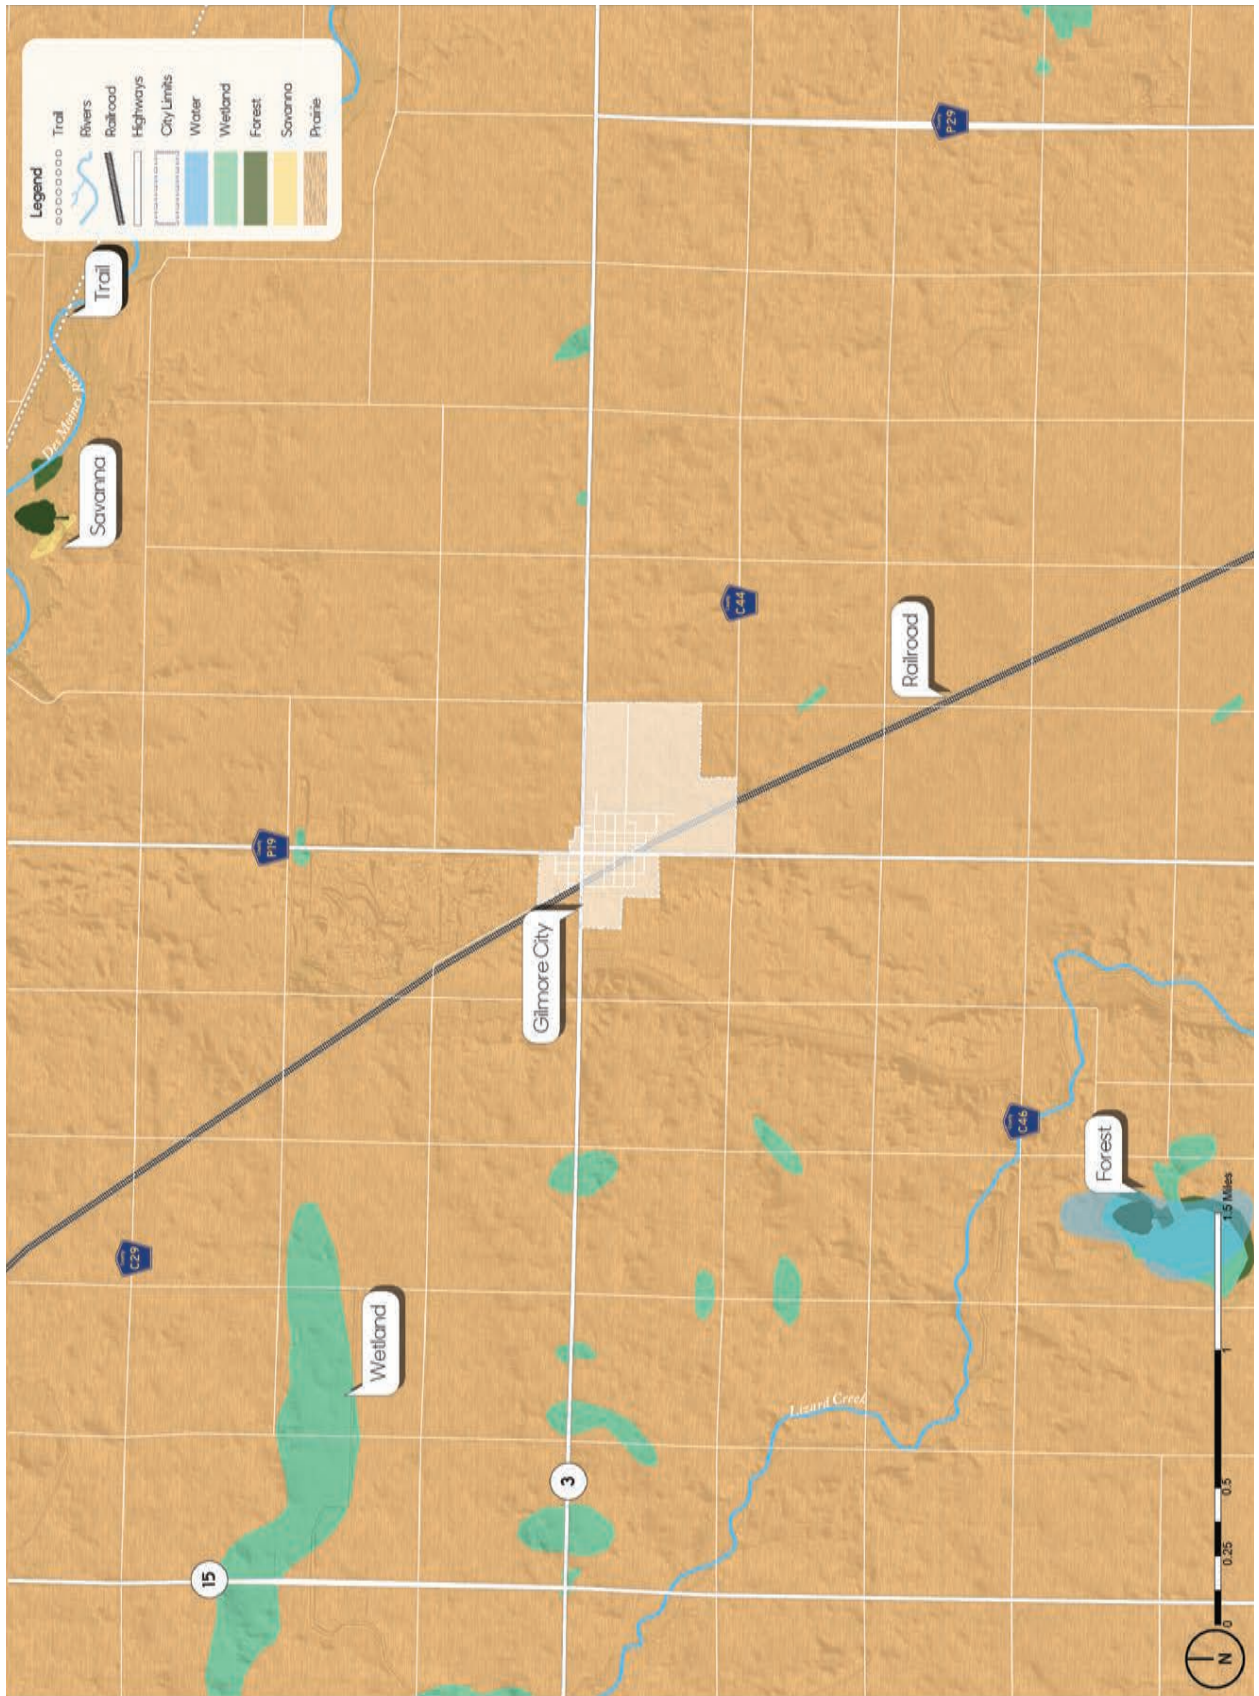 Legend
Trail
Rivers
Railroad
Highways
City Limits
Water
Wetland
Forest
Savanna
Prairie
Savanna
Trail
Des Moines River
C29
15
Wetland
P19
Gilmore City
3
C44
Railroad
P29
Lizard Creek
C46
Forest
0 0.25 0.5 1 1.5 Miles
N